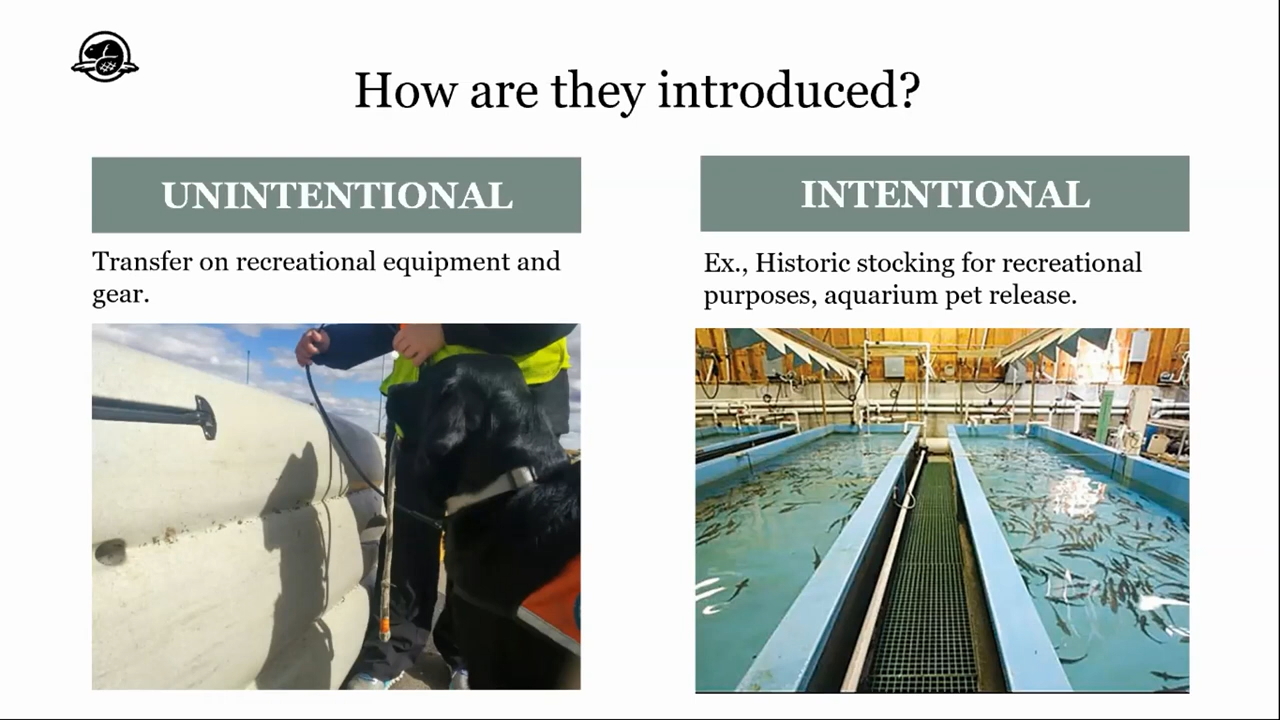 How are they introduced?
UNINTENTIONAL
Transfer on recreational equipment and
gear.
INTENTIONAL
Ex., Historic stocking for recreational
purposes, aquarium pet release.